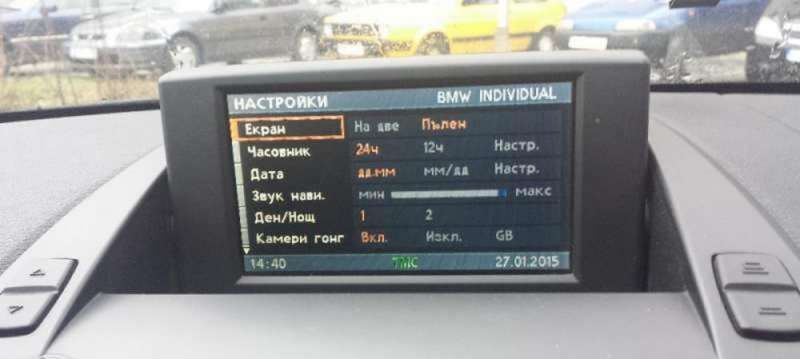 НАСТРОЙКИ BMW INDIVIDUAL
Екран На две Пълен
Часовник 24ч 12ч Настр.
Дата дд.мм мм/дд Настр.
Звук нави. мин макс
Ден/Нощ 1 2
Камери гонг Вкл. Изкл. GB
14:40 TMC 27.01.2015